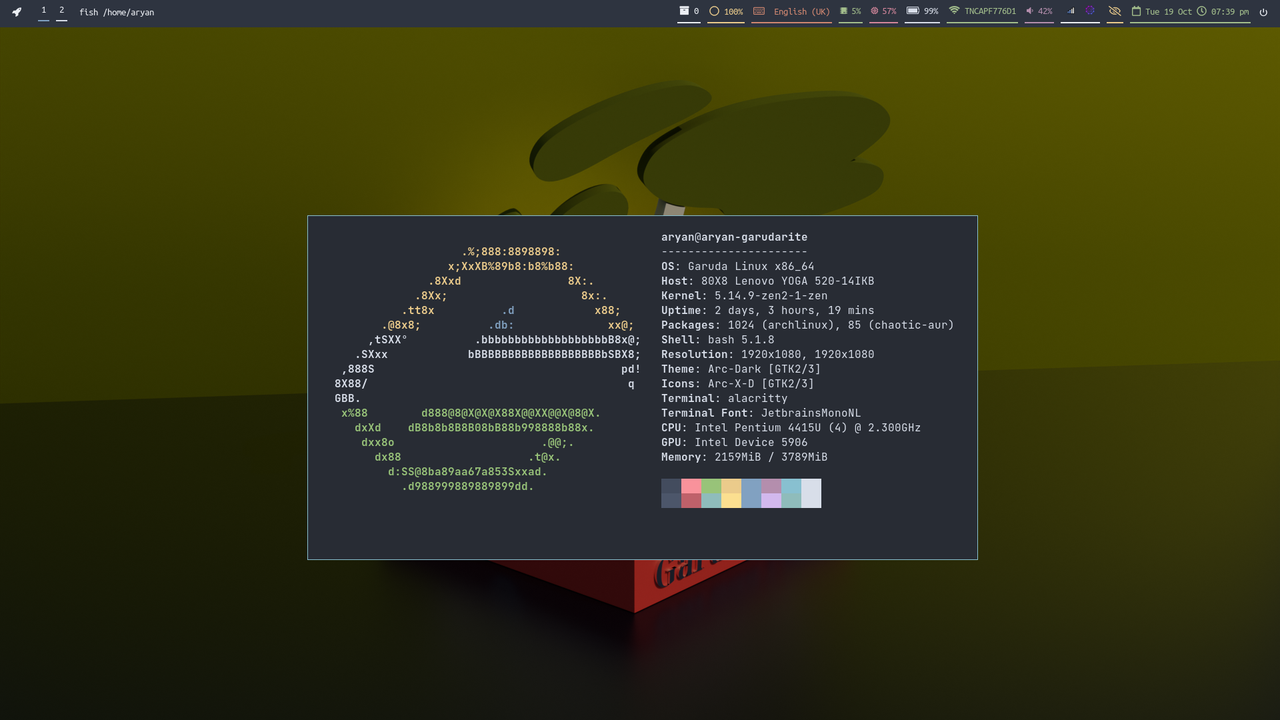 1 2 fish /home/aryan 0 100% English (UK) 5% 57% 99% TNCAPF776D1 42% Tue 19 Oct 07:39 pm
aryan@aryan-garudarite
.%;888:8898898:
----------------------
x;XxXB%89b8:b8%b88:
OS: Garuda Linux x86_64
.8Xxd 8X:.
Host: 80X8 Lenovo YOGA 520-14IKB
.8Xx; 8x:.
Kernel: 5.14.9-zen2-1-zen
.tt8x .d x88;
Uptime: 2 days, 3 hours, 19 mins
.@8x8; .db: xx@;
Packages: 1024 (archlinux), 85 (chaotic-aur)
,tSXX° .bbbbbbbbbbbbbbbbbbbB8x@;
Shell: bash 5.1.8
.SXxx bBBBBBBBBBBBBBBBBBBBbSBX8;
Resolution: 1920x1080, 1920x1080
,888S pd!
Theme: Arc-Dark [GTK2/3]
8X88/ q
Icons: Arc-X-D [GTK2/3]
GBB.
Terminal: alacritty
x%88 d888@8@X@X@X88X@@XX@@X@8@X.
Terminal Font: JetbrainsMonoNL
dxXd dB8b8b8B8B08bB88b998888b88x.
CPU: Intel Pentium 4415U (4) @ 2.300GHz
dxx8o .@@;.
GPU: Intel Device 5906
dx88 .t@x.
Memory: 2159MiB / 3789MiB
d:SS@8ba89aa67a853Sxxad.
.d988999889889899dd.